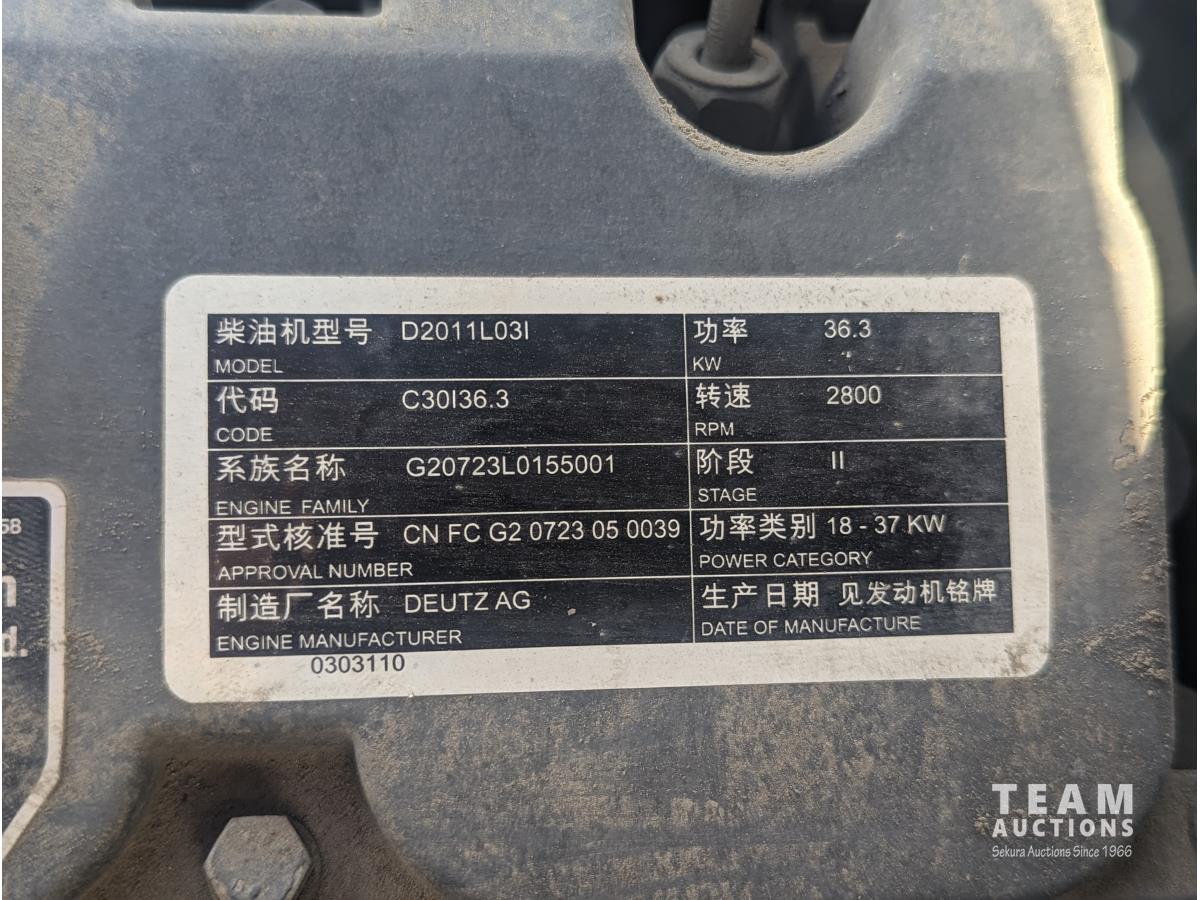 柴油机型号 D2011L03I
MODEL
功率 36.3
KW
代码 C30I36.3
CODE
转速 2800
RPM
系族名称 G20723L0155001
ENGINE FAMILY
阶段 II
STAGE
型式核准号 CN FC G2 0723 05 0039
APPROVAL NUMBER
功率类别 18 - 37 KW
POWER CATEGORY
制造厂名称 DEUTZ AG
ENGINE MANUFACTURER
生产日期 见发动机铭牌
DATE OF MANUFACTURE
0303110
58
d.
TEAM
AUCTIONS
Sekura Auctions Since 1966